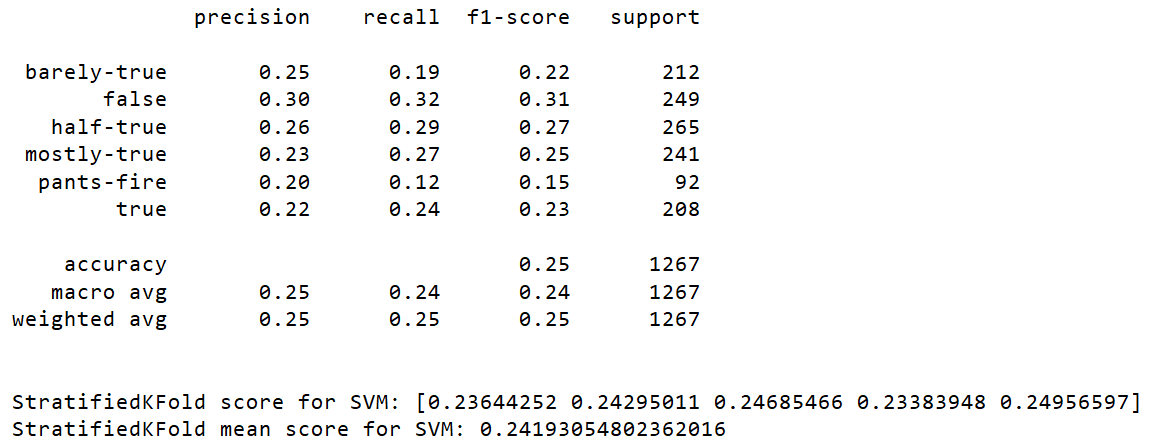 precision recall f1-score support
barely-true 0.25 0.19 0.22 212
false 0.30 0.32 0.31 249
half-true 0.26 0.29 0.27 265
mostly-true 0.23 0.27 0.25 241
pants-fire 0.20 0.12 0.15 92
true 0.22 0.24 0.23 208
accuracy 0.25 1267
macro avg 0.25 0.24 0.24 1267
weighted avg 0.25 0.25 0.25 1267
StratifiedKFold score for SVM: [0.23644252 0.24295011 0.24685466 0.23383948 0.24956597]
StratifiedKFold mean score for SVM: 0.24193054802362016